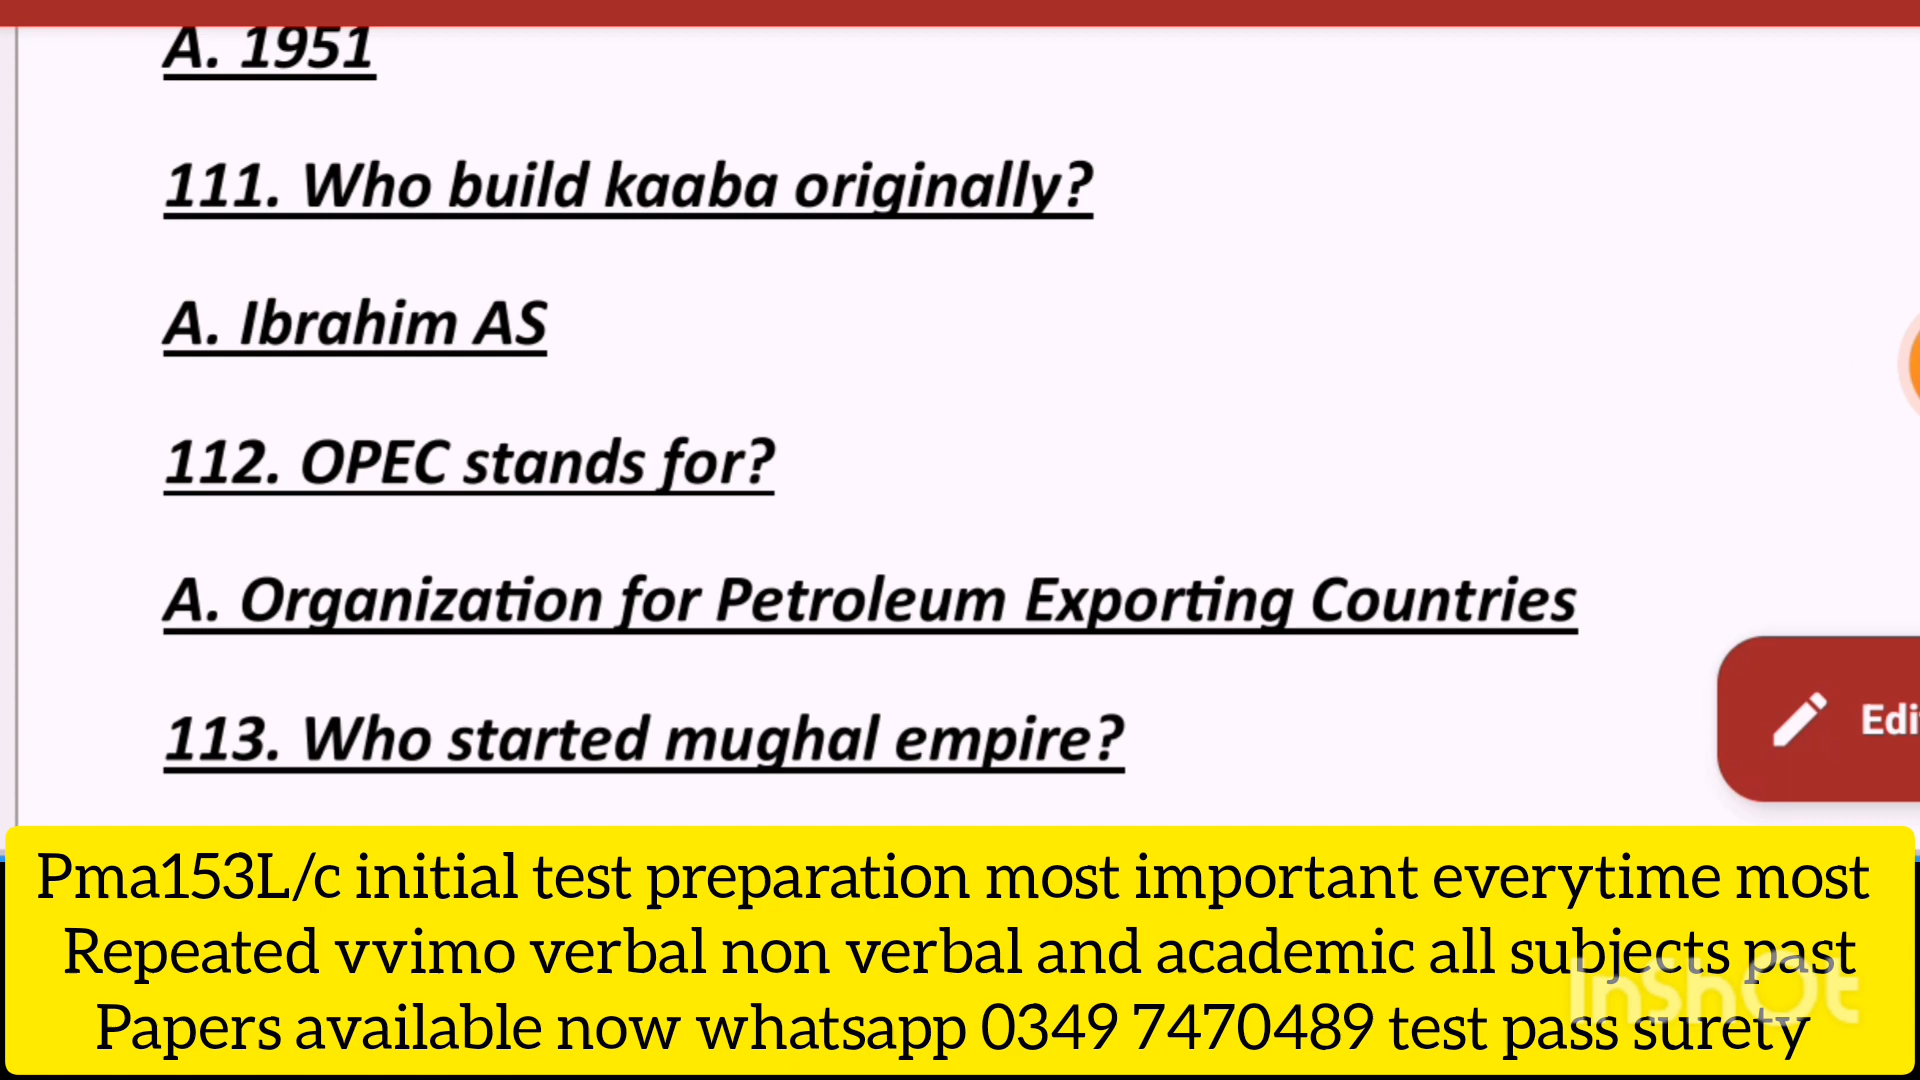 A. 1951
111. Who build kaaba originally?
A. Ibrahim AS
112. OPEC stands for?
A. Organization for Petroleum Exporting Countries
Edi
113. Who started mughal empire?
Pma153L/c initial test preparation most important everytime most
Repeated vvimo verbal non verbal and academic all subjects past
Papers available now whatsapp 0349 7470489 test pass surety
InShOt